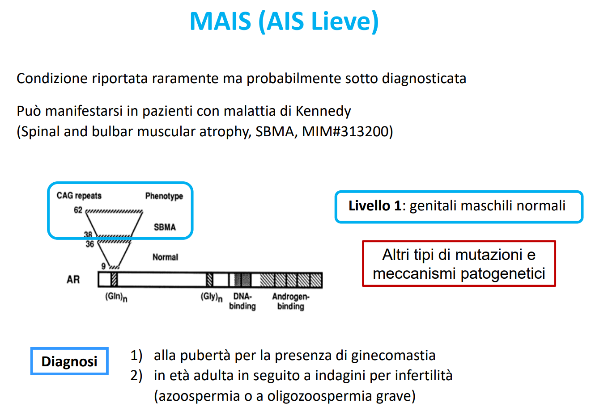 MAIS (AIS Lieve)
Condizione riportata raramente ma probabilmente sotto diagnosticata
Può manifestarsi in pazienti con malattia di Kennedy
(Spinal and bulbar muscular atrophy, SBMA, MIM#313200)
CAG repeats Phenotype
62
SBMA
38
36
Normal
9
AR
(Gln)n (Gly)n DNA- Androgen-
binding binding
Livello 1: genitali maschili normali
Altri tipi di mutazioni e
meccanismi patogenetici
Diagnosi
1) alla pubertà per la presenza di ginecomastia
2) in età adulta in seguito a indagini per infertilità
(azoospermia o a oligozoospermia grave)